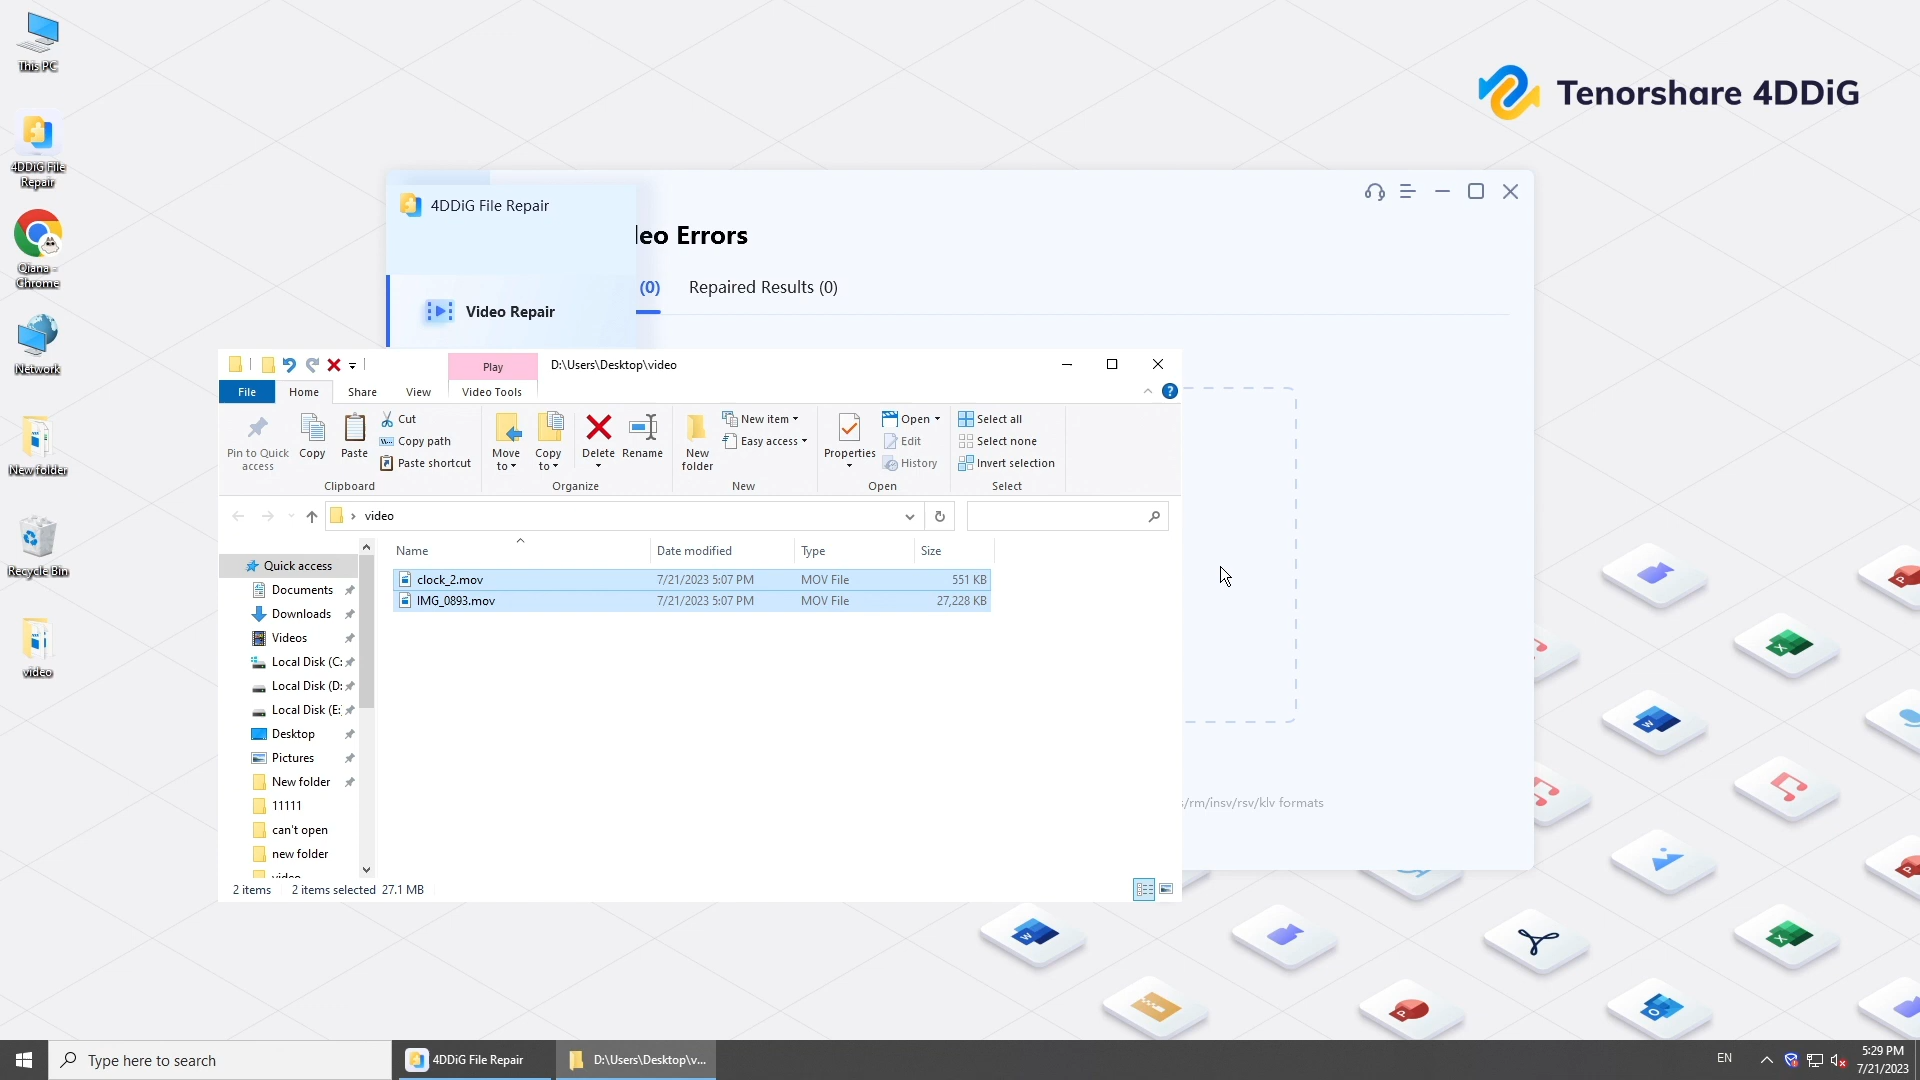 This PC
4DDiG File
Repair
Qiana -
Chrome
Network
New folder
Recycle Bin
video
Tenorshare 4DDiG
4DDiG File Repair
Video Repair
leo Errors
(0)
Repaired Results (0)
s/rm/insv/rsv/klv formats
Play
D:\Users\Desktop\video
File
Home
Share
View
Video Tools
Pin to Quick
access
Copy
Paste
Cut
Copy path
Paste shortcut
Clipboard
Move
to
Copy
to
Delete
Rename
Organize
New
folder
New item
Easy access
New
Properties
Open
Edit
History
Open
Select all
Select none
Invert selection
Select
video
Name
Date modified
Type
Size
clock_2.mov 7/21/2023 5:07 PM MOV File 551 KB
IMG_0893.mov 7/21/2023 5:07 PM MOV File 27,228 KB
Quick access
Documents
Downloads
Videos
Local Disk (C:
Local Disk (D:
Local Disk (E:
Desktop
Pictures
New folder
11111
can't open
new folder
video
2 items 2 items selected 27.1 MB
Type here to search
4DDiG File Repair
D:\Users\Desktop\v...
EN
5:29 PM
7/21/2023